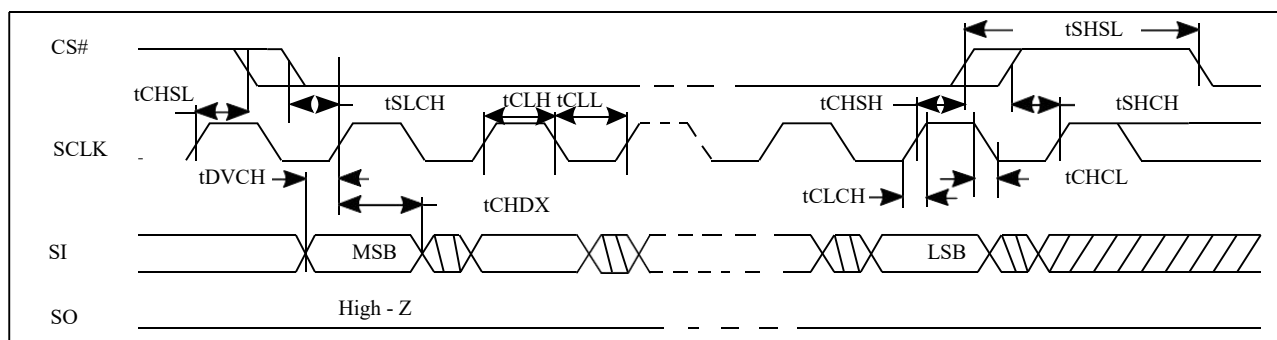 CS#
tSHSL
tCHSL
tSLCH
tCLH
tCLL
tCHSH
tSHCH
SCLK
tDVCH
tCHDX
tCLCH
tCHCL
SI
MSB
LSB
SO
High - Z